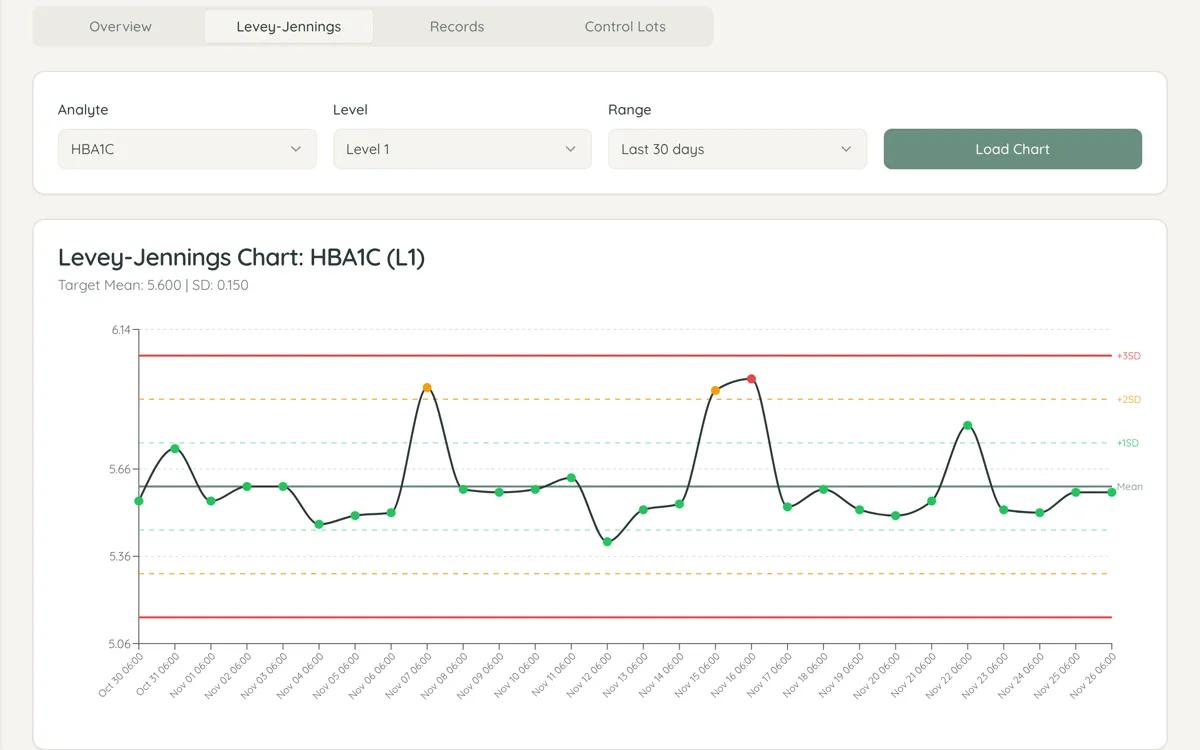 Overview Levey-Jennings Records Control Lots
Analyte Level Range
HBA1C Level 1 Last 30 days Load Chart
Levey-Jennings Chart: HBA1C (L1)
Target Mean: 5.600 | SD: 0.150
6.14
+3SD
+2SD
+1SD
5.66
Mean
5.36
5.06
Oct 30 06:00 Oct 31 06:00 Nov 01 06:00 Nov 02 06:00 Nov 03 06:00 Nov 04 06:00 Nov 05 06:00 Nov 06 06:00 Nov 07 06:00 Nov 08 06:00 Nov 09 06:00 Nov 10 06:00 Nov 11 06:00 Nov 12 06:00 Nov 13 06:00 Nov 14 06:00 Nov 15 06:00 Nov 16 06:00 Nov 17 06:00 Nov 18 06:00 Nov 19 06:00 Nov 20 06:00 Nov 21 06:00 Nov 22 06:00 Nov 23 06:00 Nov 24 06:00 Nov 25 06:00 Nov 26 06:00